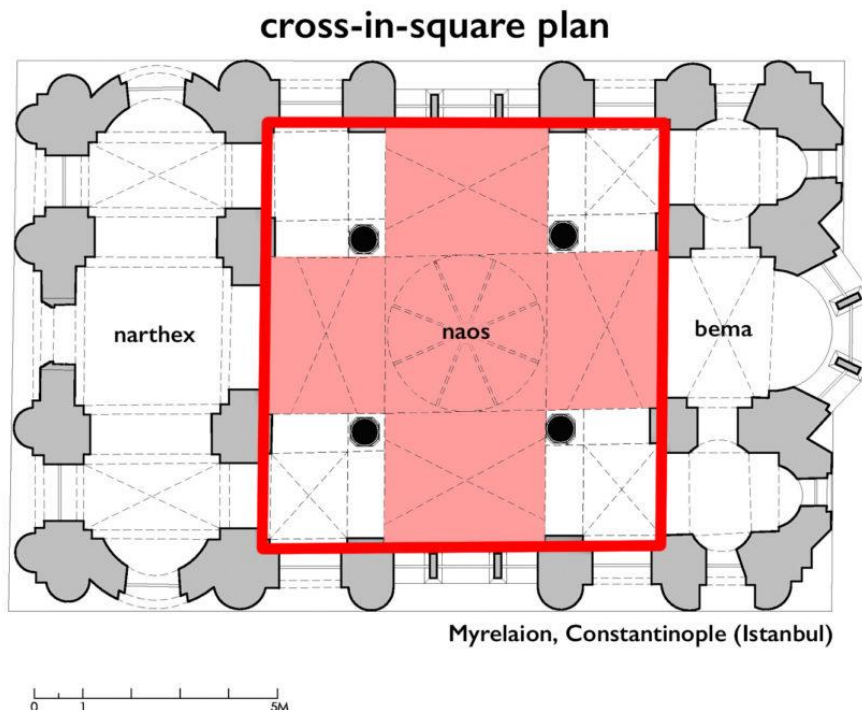 cross-in-square plan
narthex naos bema
Myrelaion, Constantinople (Istanbul)
0 1 5M